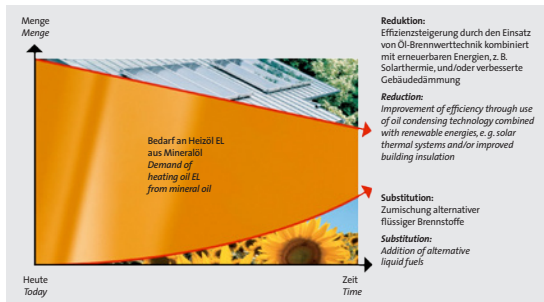 Menge
Menge
Bedarf an Heizöl EL
aus Mineralöl
Demand of
heating oil EL
from mineral oil
Heute
Today
Zeit
Time
Reduktion:
Effizienzsteigerung durch den Einsatz
von Öl-Brennwerttechnik kombiniert
mit erneuerbaren Energien, z. B.
Solarthermie, und/oder verbesserte
Gebäudedämmung
Reduction:
Improvement of efficiency through use
of oil condensing technology combined
with renewable energies, e. g. solar
thermal systems and/or improved
building insulation
Substitution:
Zumischung alternativer
flüssiger Brennstoffe
Substitution:
Addition of alternative
liquid fuels